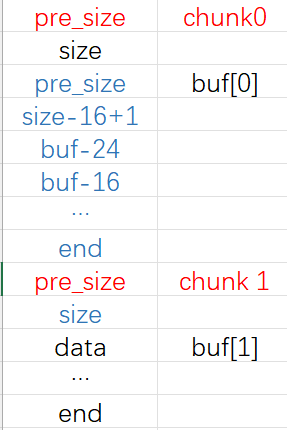 pre_size chunk0
size
pre_size buf[0]
size-16+1
buf-24
buf-16
...
end
pre_size chunk 1
size
data buf[1]
...
end